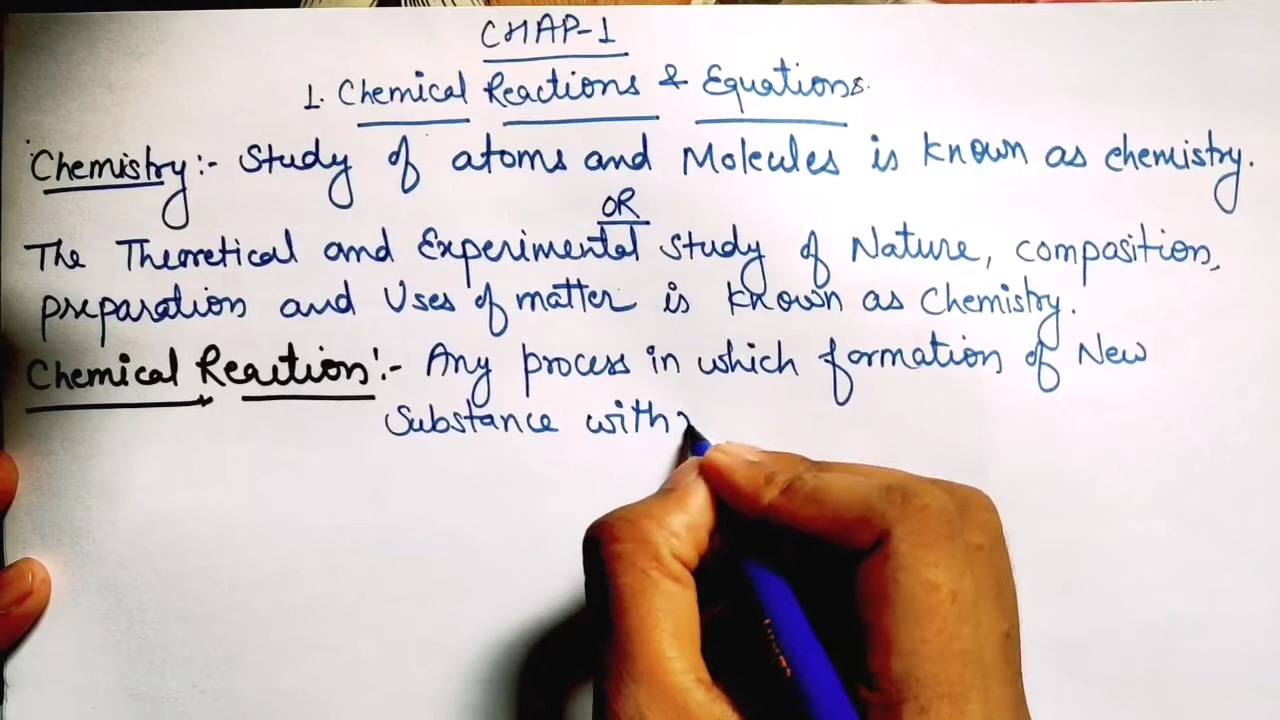 CHAP-1
1. Chemical Reactions & Equations.
Chemistry:- Study of atoms and Molecules is known as chemistry.
OR
The Theoretical and Experimental study of Nature, composition,
preparation and Uses of matter is known as Chemistry.
Chemical Reaction:- Any process in which formation of New
Substance with